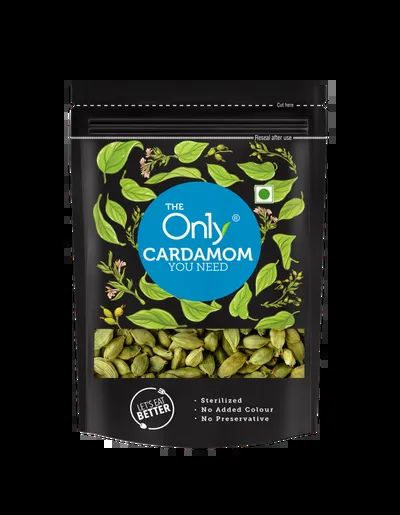 Cut here
Reseal after use
THE
Only®
CARDAMOM
YOU NEED
LET'S EAT
BETTER
• Sterilized
• No Added Colour
• No Preservative